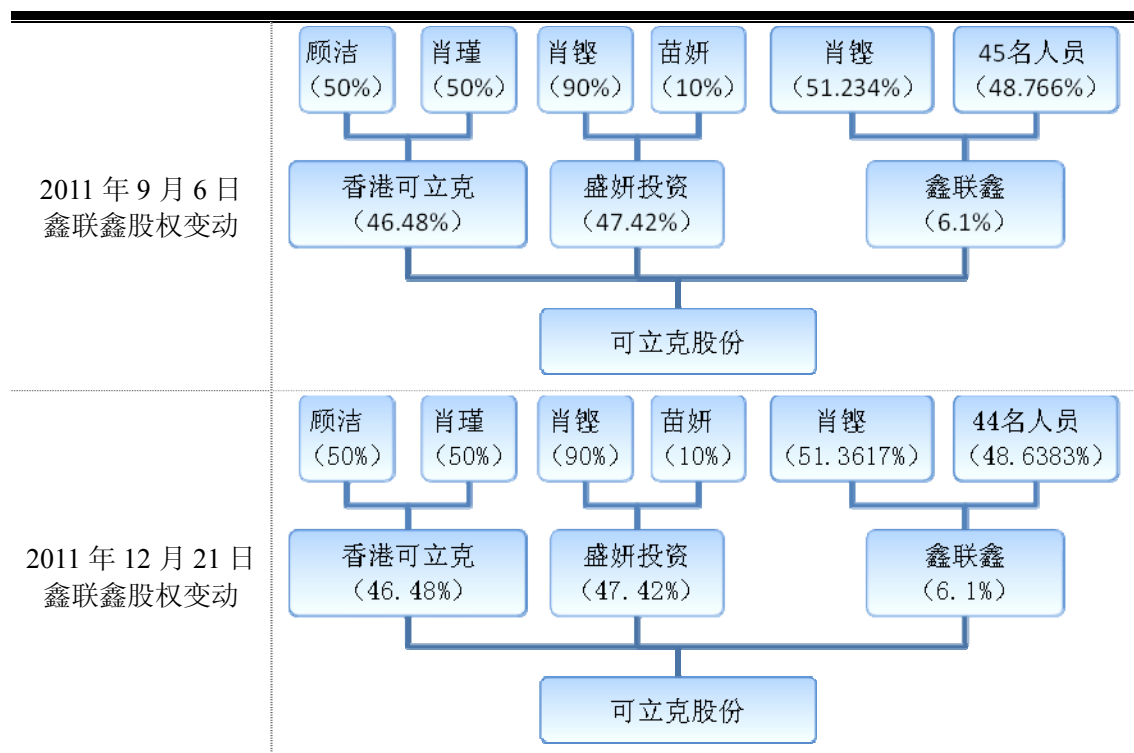 2011 年 9 月 6 日
鑫联鑫股权变动
顾洁
（50%）
肖瑾
（50%）
肖铿
（90%）
苗妍
（10%）
肖铿
（51.234%）
45名人员
（48.766%）
香港可立克
（46.48%）
盛妍投资
（47.42%）
鑫联鑫
（6.1%）
可立克股份
2011 年 12 月 21 日
鑫联鑫股权变动
顾洁
（50%）
肖瑾
（50%）
肖铿
（90%）
苗妍
（10%）
肖铿
（51.3617%）
44名人员
（48.6383%）
香港可立克
（46.48%）
盛妍投资
（47.42%）
鑫联鑫
（6.1%）
可立克股份